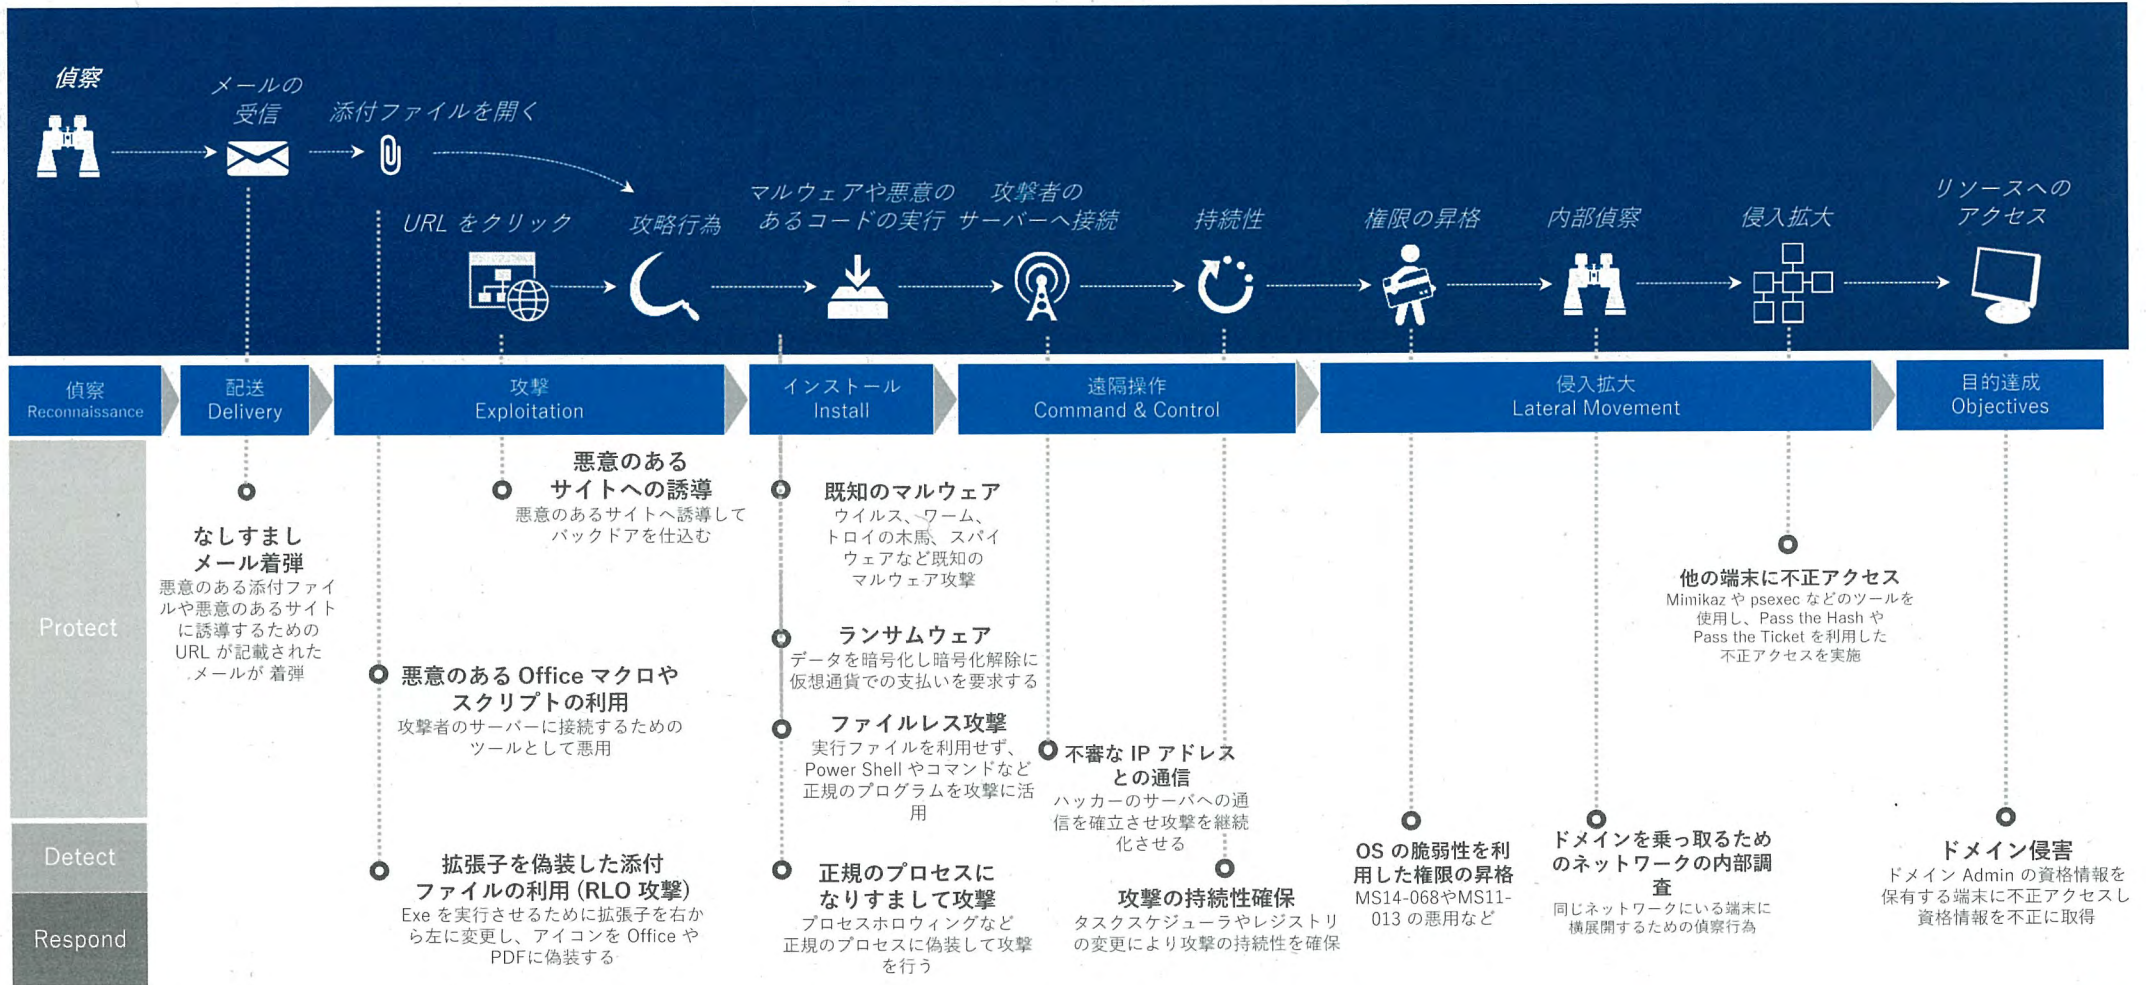 偵察
メールの
受信
添付ファイルを開く
URL をクリック
攻略行為
マルウェアや悪意の
あるコードの実行
攻撃者の
サーバーへ接続
持続性
権限の昇格
内部偵察
侵入拡大
リソースへの
アクセス
偵察
Reconnaissance
配送
Delivery
攻撃
Exploitation
インストール
Install
遠隔操作
Command & Control
侵入拡大
Lateral Movement
目的達成
Objectives
Protect
Detect
Respond
なしすまし
メール着弾
悪意のある添付ファイ
ルや悪意のあるサイト
に誘導するための
URL が記載された
メールが 着弾
悪意のある
サイトへの誘導
悪意のあるサイトへ誘導して
バックドアを仕込む
悪意のある Office マクロや
スクリプトの利用
攻撃者のサーバーに接続するための
ツールとして悪用
拡張子を偽装した添付
ファイルの利用 (RLO 攻撃)
Exe を実行させるために拡張子を右か
ら左に変更し、アイコンを Office や
PDFに偽装する
既知のマルウェア
ウイルス、ワーム、
トロイの木馬、スパイ
ウェアなど既知の
マルウェア攻撃
ランサムウェア
データを暗号化し暗号化解除に
仮想通貨での支払いを要求する
ファイルレス攻撃
実行ファイルを利用せず、
Power Shell やコマンドなど
正規のプログラムを攻撃に活
用
正規のプロセスに
なりすまして攻撃
プロセスホロウィングなど
正規のプロセスに偽装して攻撃
を行う
不審な IP アドレス
との通信
ハッカーのサーバへの通
信を確立させ攻撃を継続
化させる
攻撃の持続性確保
タスクスケジューラやレジストリ
の変更により攻撃の持続性を確保
OS の脆弱性を利
用した権限の昇格
MS14-068やMS11-
013 の悪用など
ドメインを乗っ取るため
のネットワークの内部調
査
同じネットワークにいる端末に
横展開するための偵察行為
他の端末に不正アクセス
Mimikaz や psexec などのツールを
使用し、Pass the Hash や
Pass the Ticket を利用した
不正アクセスを実施
ドメイン侵害
ドメイン Admin の資格情報を
保有する端末に不正アクセスし
資格情報を不正に取得